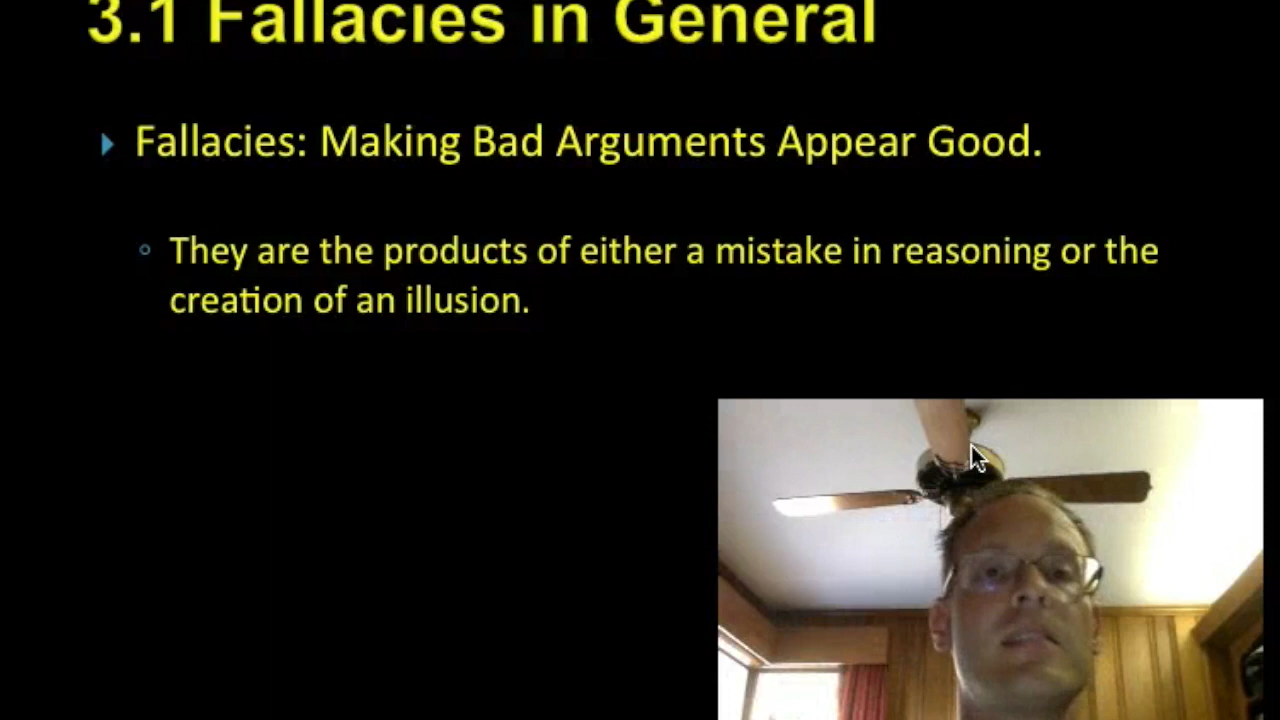 3.1 Fallacies in General
Fallacies: Making Bad Arguments Appear Good.
They are the products of either a mistake in reasoning or the
creation of an illusion.